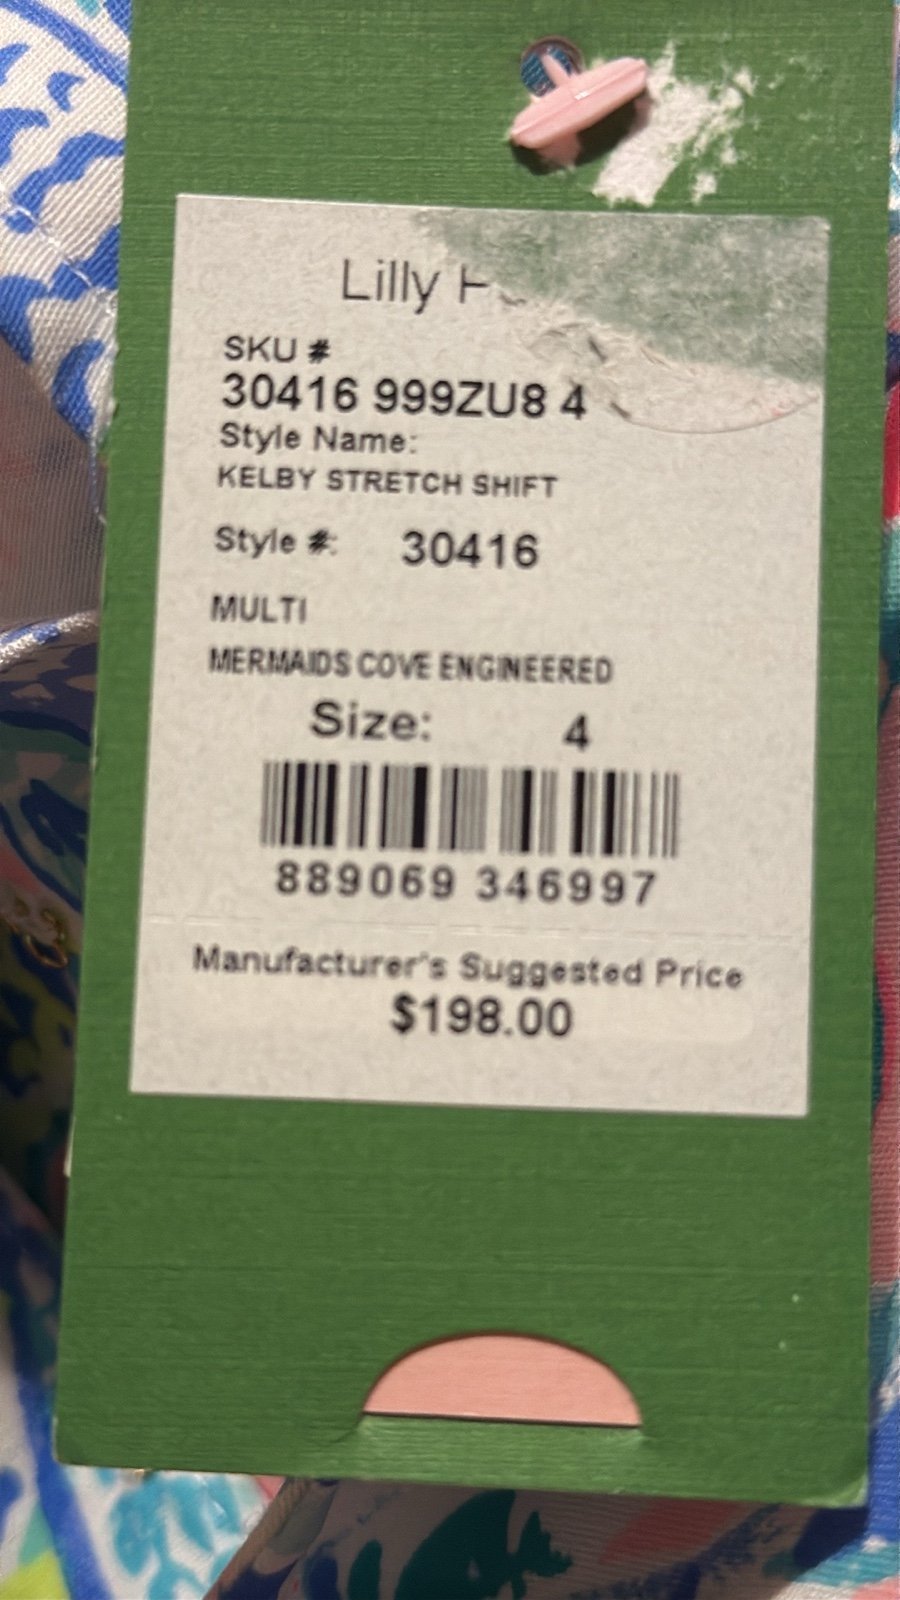 Lilly
SKU #
30416 999ZU8 4
Style Name:
KELBY STRETCH SHIFT
Style #: 30416
MULTI
MERMAIDS COVE ENGINEERED
Size: 4
889069 346997
Manufacturer's Suggested Price
$198.00